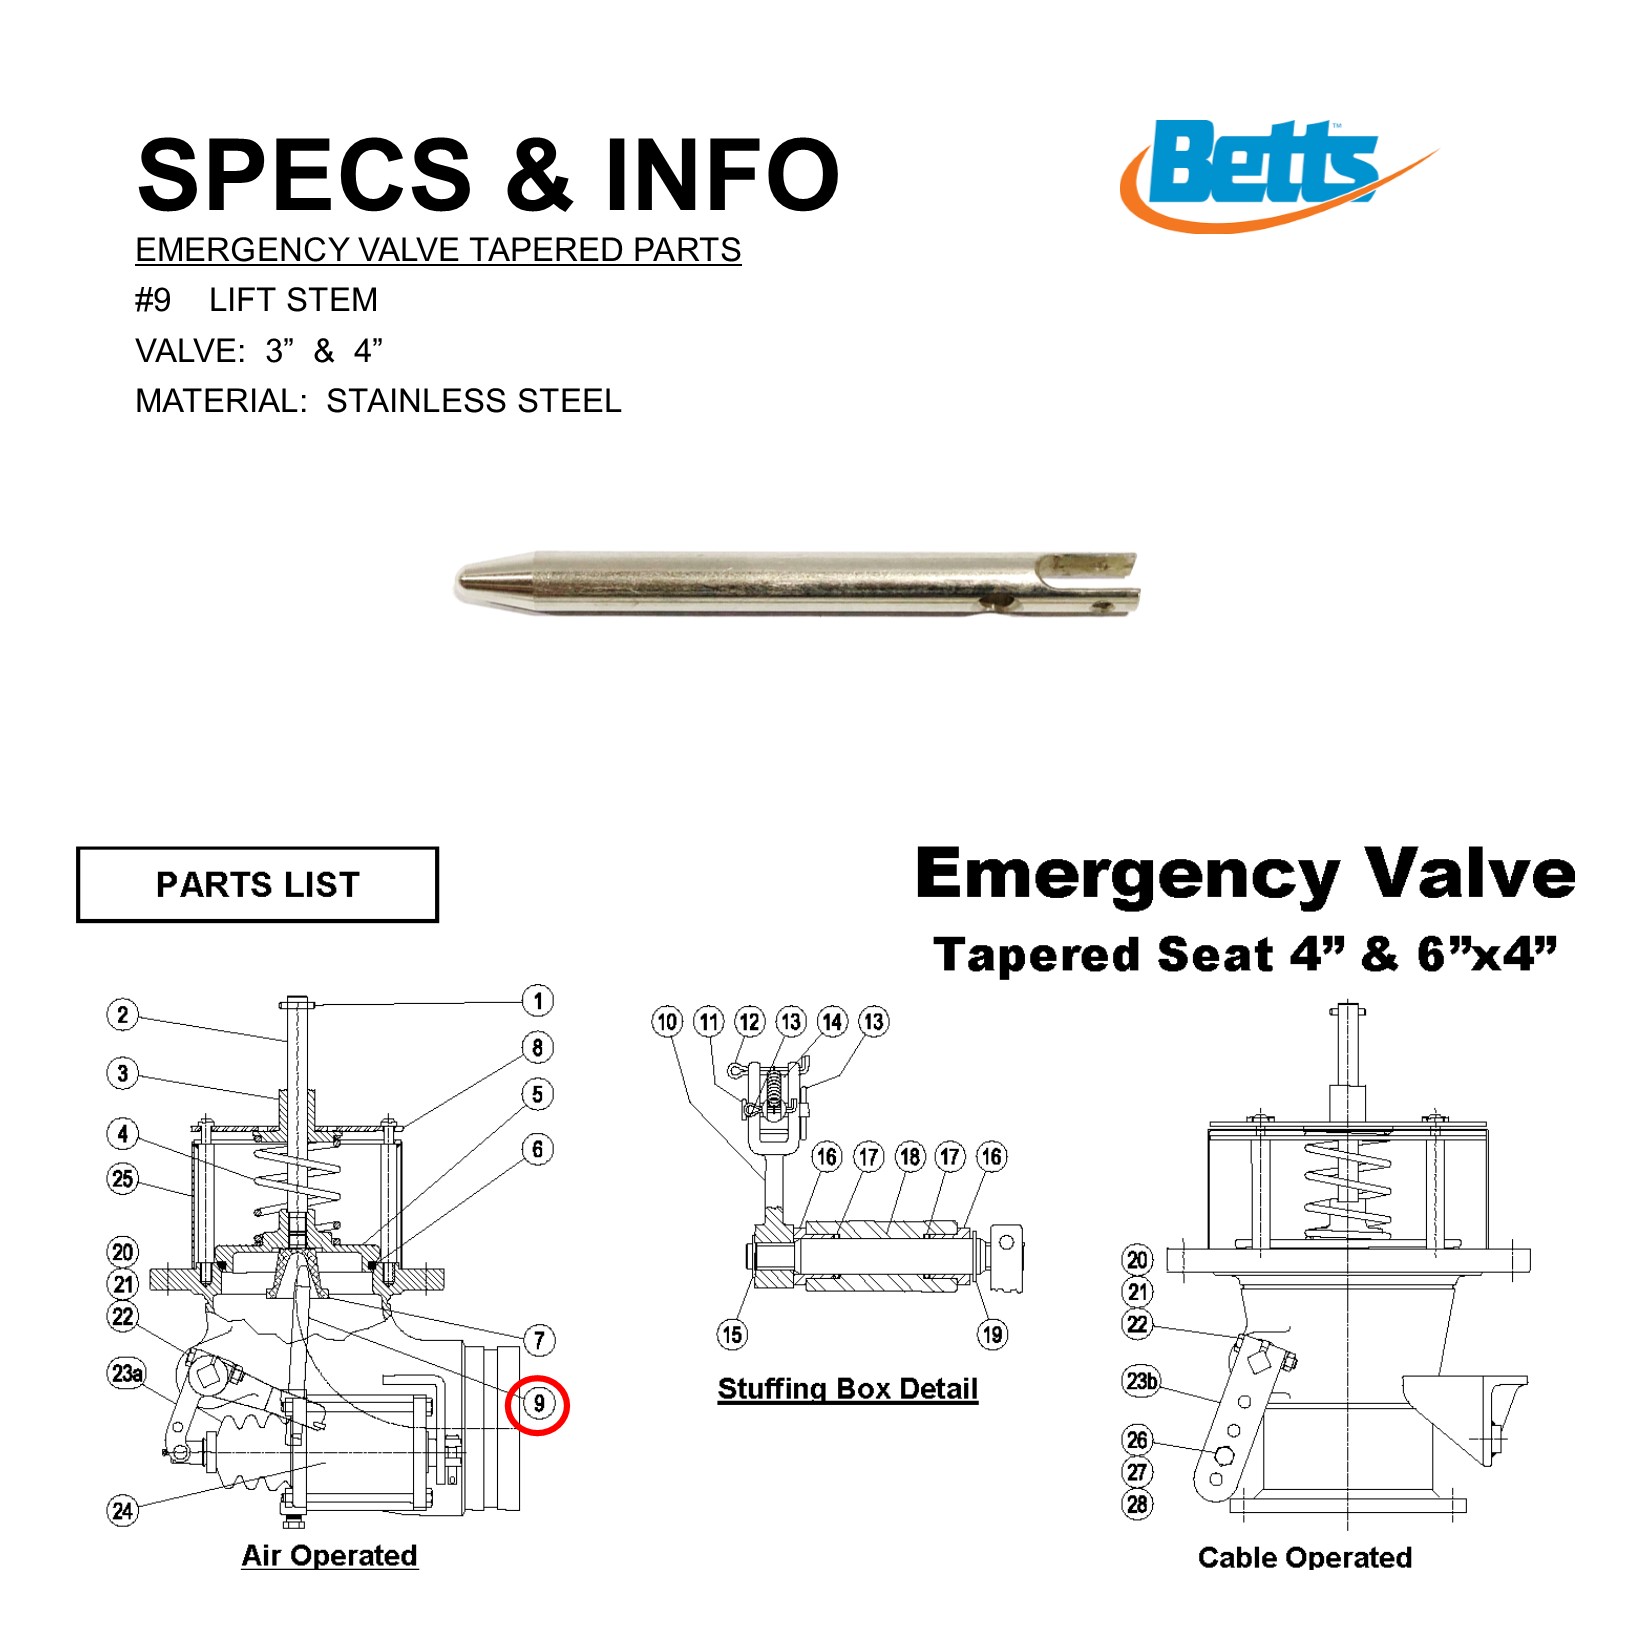 SPECS & INFO
Betts™
EMERGENCY VALVE TAPERED PARTS
#9 LIFT STEM
VALVE: 3” & 4”
MATERIAL: STAINLESS STEEL
PARTS LIST
Emergency Valve
Tapered Seat 4” & 6”x4”
1
2
8
3
5
4
6
25
20
21
22
7
23a
9
24
Air Operated
10 11 12 13 14 13
16 17 18 17 16
15 19
Stuffing Box Detail
20
21
22
23b
26
27
28
Cable Operated